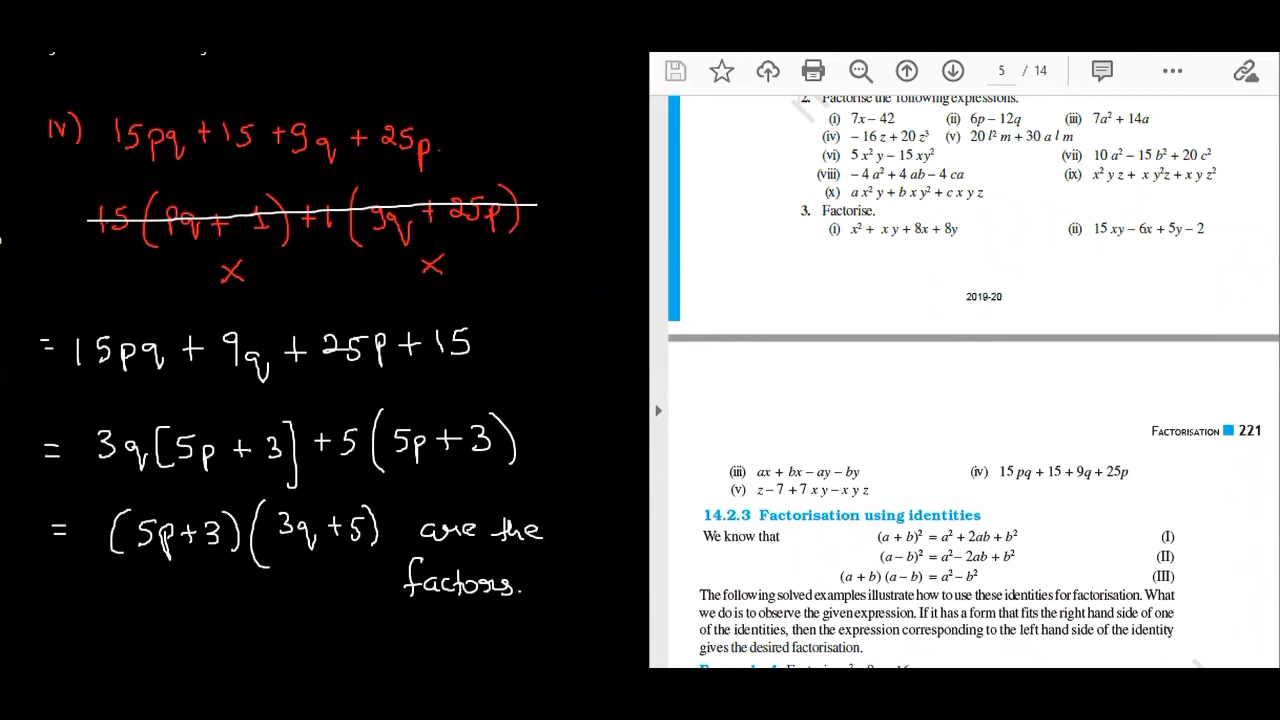 iv) 15pq + 15 + 9q + 25p.
15(pq + 1) + 1(9q + 25p)
x x
= 15pq + 9q + 25p + 15
= 3q[5p + 3] + 5(5p + 3)
= (5p+3)(3q+5) are the
factors.
5 / 14
2. Factorise the following expressions.
(i) 7x – 42 (ii) 6p – 12q (iii) 7a² + 14a
(iv) – 16 z + 20 z³ (v) 20 l² m + 30 a l m
(vi) 5 x² y – 15 xy² (vii) 10 a² – 15 b² + 20 c²
(viii) – 4 a² + 4 ab – 4 ca (ix) x² y z + x y²z + x y z²
(x) a x² y + b x y² + c x y z
3. Factorise.
(i) x² + x y + 8x + 8y (ii) 15 xy – 6x + 5y – 2
2019-20
FACTORISATION 221
(iii) ax + bx – ay – by (iv) 15 pq + 15 + 9q + 25p
(v) z – 7 + 7 x y – x y z
14.2.3 Factorisation using identities
We know that (a + b)² = a² + 2ab + b² (I)
(a – b)² = a² – 2ab + b² (II)
(a + b) (a – b) = a² – b² (III)
The following solved examples illustrate how to use these identities for factorisation. What
we do is to observe the given expression. If it has a form that fits the right hand side of one
of the identities, then the expression corresponding to the left hand side of the identity
gives the desired factorisation.